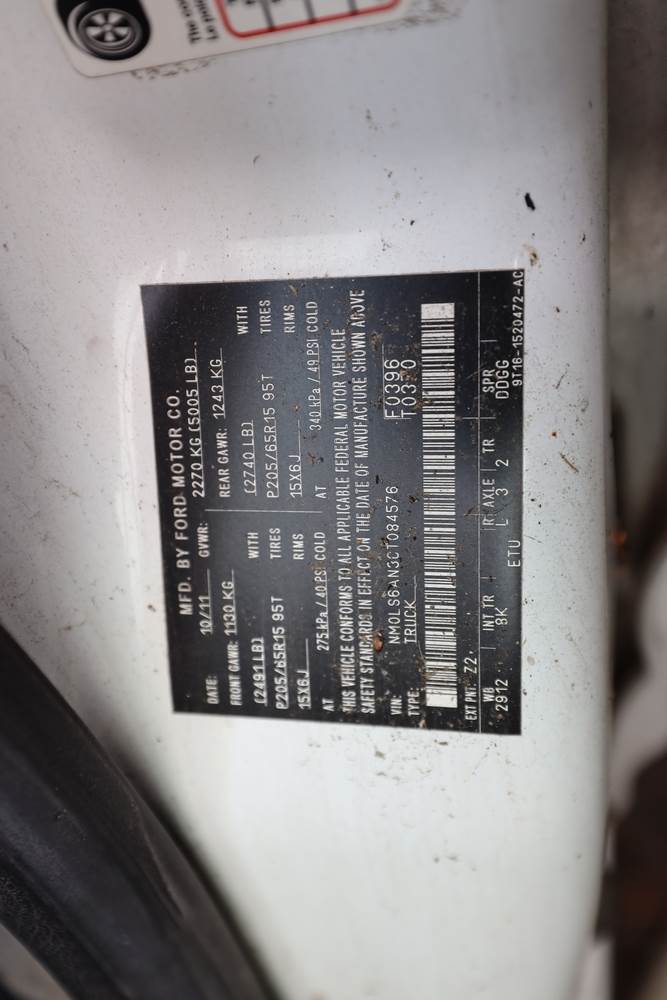 MFD. BY FORD MOTOR CO.
DATE: 10/11 GVWR: 2270 KG (5005 LB)
FRONT GAWR: 1130 KG REAR GAWR: 1243 KG
(2491 LB) WITH (2740 LB) WITH
P205/65R15 95T TIRES P205/65R15 95T TIRES
15X6J RIMS 15X6J RIMS
AT 275 kPa / 40 PSI COLD AT 340 kPa / 49 PSI COLD
THIS VEHICLE CONFORMS TO ALL APPLICABLE FEDERAL MOTOR VEHICLE
SAFETY STANDARDS IN EFFECT ON THE DATE OF MANUFACTURE SHOWN ABOVE
VIN: NM0LS6AN3CT084576 F0396
TYPE: TRUCK T0370
EXT PNT: Z2
WB INT TR R AXLE TR SPR
2912 8K L 3 2 DDGG
ETU 9T16-1520472-AC